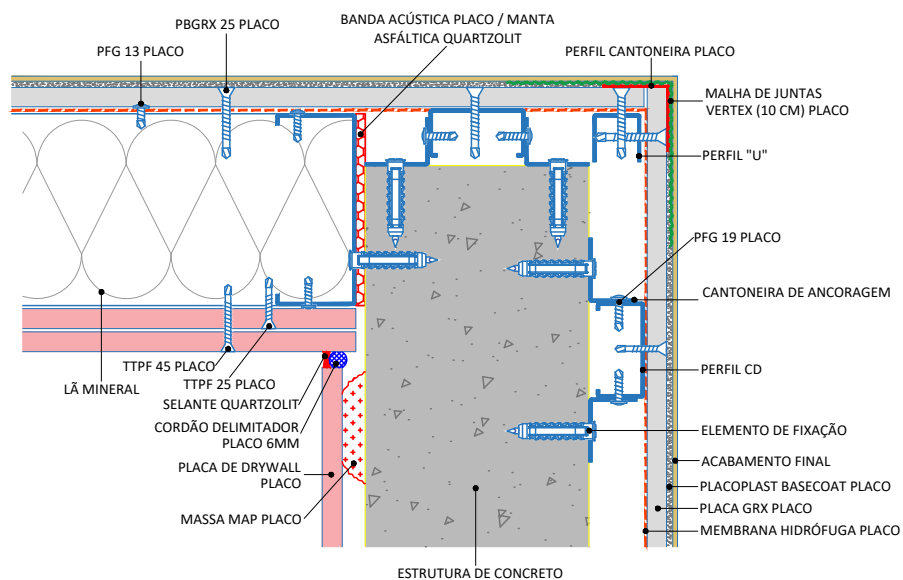 BANDA ACÚSTICA PLACO / MANTA
ASFÁLTICA QUARTZOLIT
PBGRX 25 PLACO
PFG 13 PLACO
PERFIL CANTONEIRA PLACO
MALHA DE JUNTAS
VERTEX (10 CM) PLACO
PERFIL "U"
PFG 19 PLACO
CANTONEIRA DE ANCORAGEM
PERFIL CD
ELEMENTO DE FIXAÇÃO
ACABAMENTO FINAL
PLACOPLAST BASECOAT PLACO
PLACA GRX PLACO
MEMBRANA HIDRÓFUGA PLACO
TTPF 45 PLACO
TTPF 25 PLACO
LÃ MINERAL
SELANTE QUARTZOLIT
CORDÃO DELIMITADOR
PLACO 6MM
PLACA DE DRYWALL
PLACO
MASSA MAP PLACO
ESTRUTURA DE CONCRETO